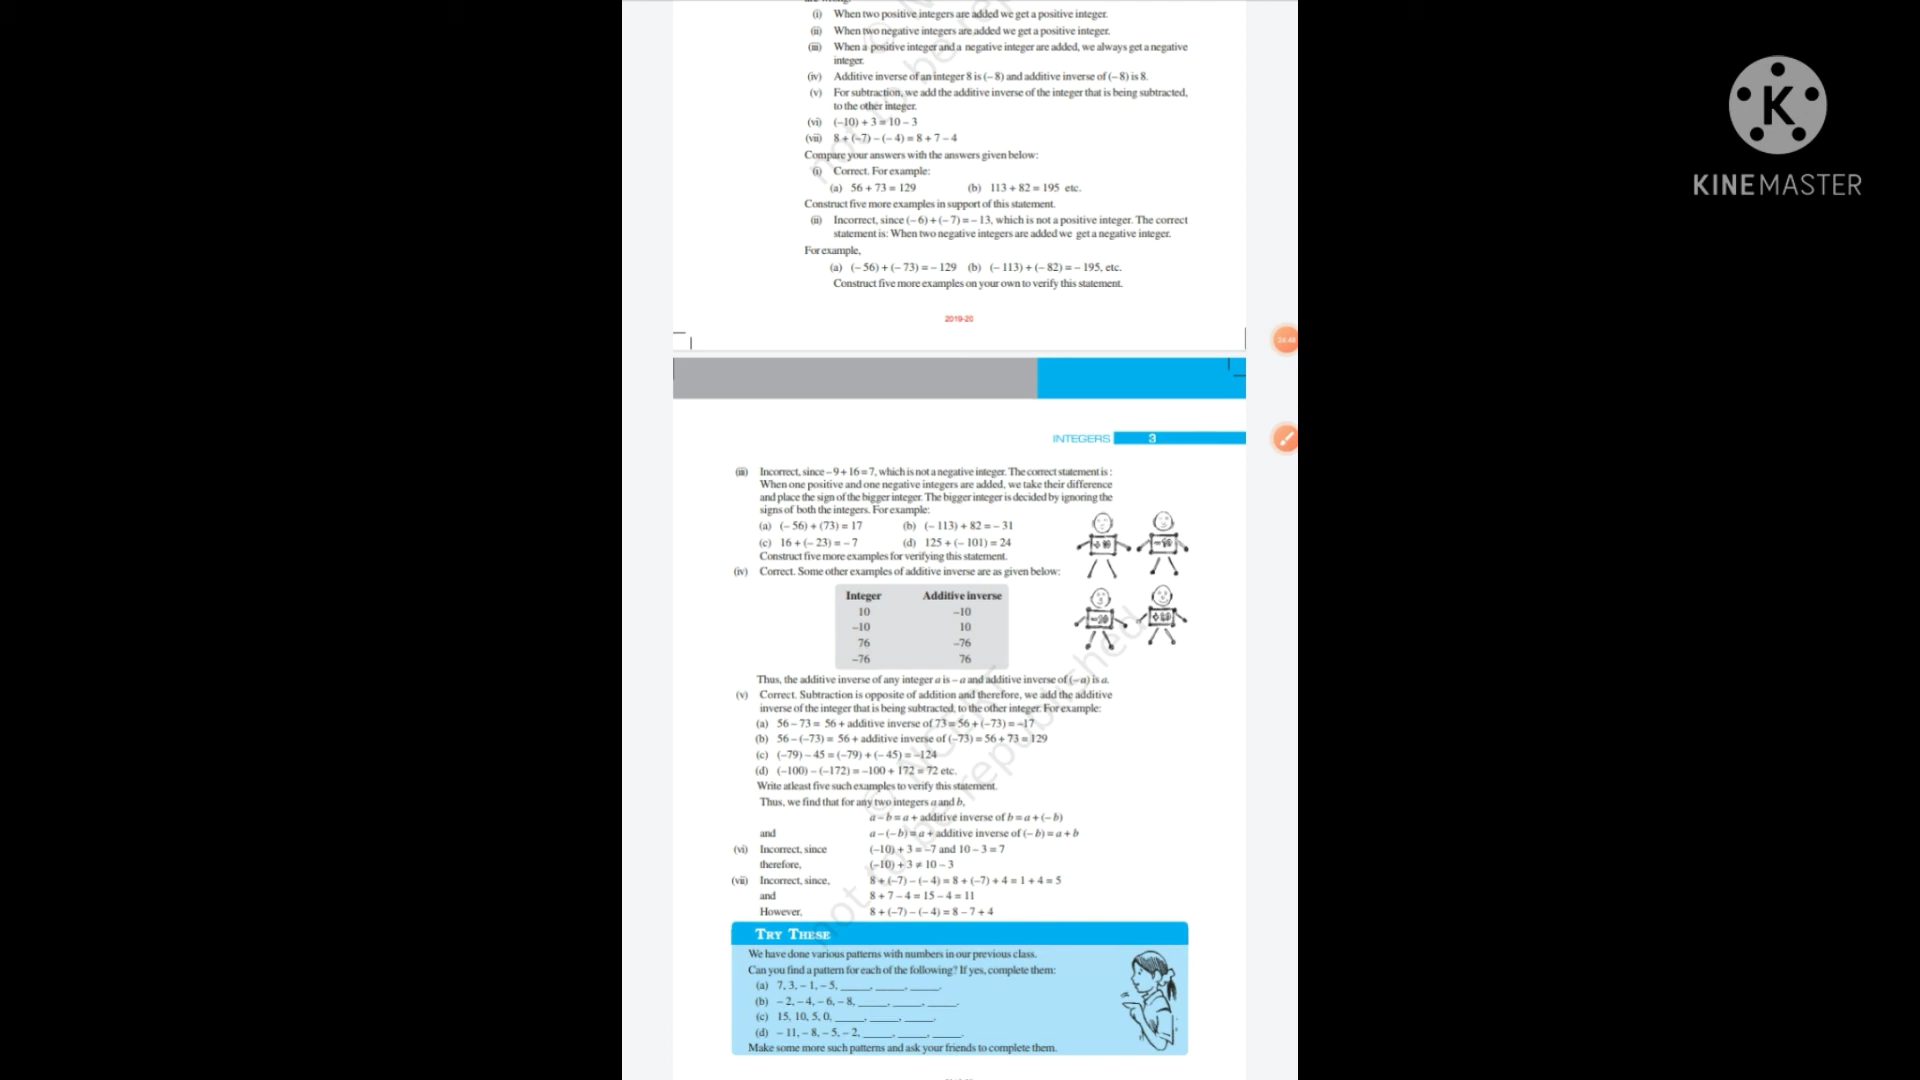 (i) When two positive integers are added we get a positive integer.
(ii) When two negative integers are added we get a positive integer.
(iii) When a positive integer and a negative integer are added, we always get a negative
integer.
(iv) Additive inverse of an integer 8 is (– 8) and additive inverse of (– 8) is 8.
(v) For subtraction, we add the additive inverse of the integer that is being subtracted,
to the other integer.
(vi) (–10) + 3 = 10 – 3
(vii) 8 + (–7) – (– 4) = 8 + 7 – 4
Compare your answers with the answers given below:
(i) Correct. For example:
(a) 56 + 73 = 129 (b) 113 + 82 = 195 etc.
Construct five more examples in support of this statement.
(ii) Incorrect, since (– 6) + (– 7) = – 13, which is not a positive integer. The correct
statement is: When two negative integers are added we get a negative integer.
For example,
(a) (– 56) + (– 73) = – 129 (b) (– 113) + (– 82) = – 195, etc.
Construct five more examples on your own to verify this statement.
2019-20
K
KINEMASTER
INTEGERS 3
(iii) Incorrect, since – 9 + 16 = 7, which is not a negative integer. The correct statement is :
When one positive and one negative integers are added, we take their difference
and place the sign of the bigger integer. The bigger integer is decided by ignoring the
signs of both the integers. For example:
(a) (– 56) + (73) = 17 (b) (– 113) + 82 = – 31
(c) 16 + (– 23) = – 7 (d) 125 + (– 101) = 24
Construct five more examples for verifying this statement.
(iv) Correct. Some other examples of additive inverse are as given below:
Integer Additive inverse
10 –10
–10 10
76 –76
–76 76
Thus, the additive inverse of any integer a is – a and additive inverse of (– a) is a.
(v) Correct. Subtraction is opposite of addition and therefore, we add the additive
inverse of the integer that is being subtracted, to the other integer. For example:
(a) 56 – 73 = 56 + additive inverse of 73 = 56 + (–73) = –17
(b) 56 – (–73) = 56 + additive inverse of (–73) = 56 + 73 = 129
(c) (–79) – 45 = (–79) + (– 45) = –124
(d) (–100) – (–172) = –100 + 172 = 72 etc.
Write atleast five such examples to verify this statement.
Thus, we find that for any two integers a and b,
a – b = a + additive inverse of b = a + (– b)
and a – (– b) = a + additive inverse of (– b) = a + b
(vi) Incorrect, since (–10) + 3 = –7 and 10 – 3 = 7
therefore, (–10) + 3 ≠ 10 – 3
(vii) Incorrect, since, 8 + (–7) – (– 4) = 8 + (–7) + 4 = 1 + 4 = 5
and 8 + 7 – 4 = 15 – 4 = 11
However, 8 + (–7) – (– 4) = 8 – 7 + 4
TRY THESE
We have done various patterns with numbers in our previous class.
Can you find a pattern for each of the following? If yes, complete them:
(a) 7, 3, – 1, – 5, _____, _____, _____.
(b) – 2, – 4, – 6, – 8, _____, _____, _____.
(c) 15, 10, 5, 0, _____, _____, _____.
(d) – 11, – 8, – 5, – 2, _____, _____, _____.
Make some more such patterns and ask your friends to complete them.
© NCERT
not to be republished